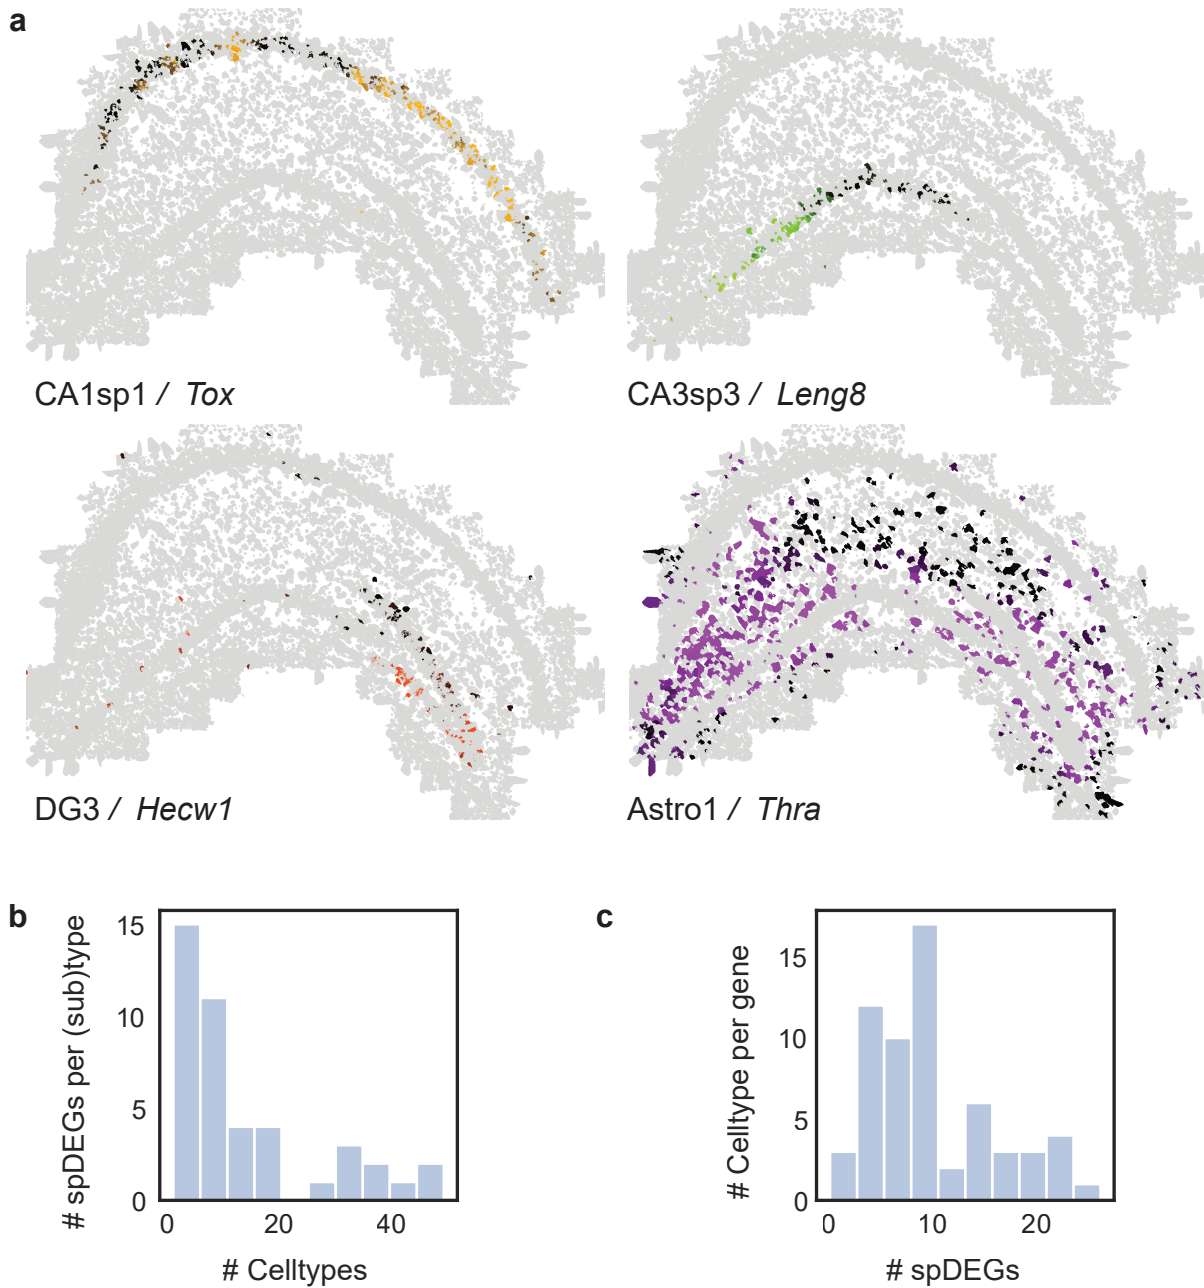 a
CA1sp1 / Tox
CA3sp3 / Leng8
DG3 / Hecw1
Astro1 / Thra
b
# spDEGs per (sub)type
15
10
5
0
0 20 40
# Celltypes
c
# Celltype per gene
15
10
5
0
0 10 20
# spDEGs